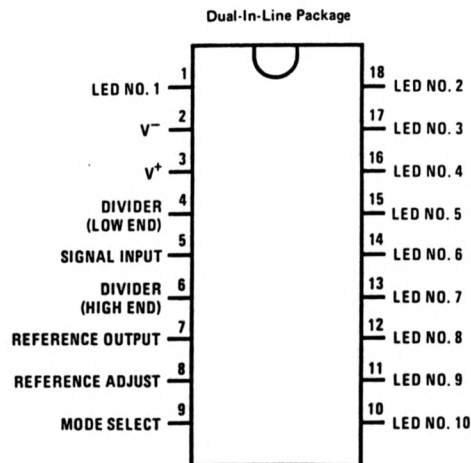 Dual-In-Line Package
1
LED NO. 1
2
V−
3
V+
4
DIVIDER
(LOW END)
5
SIGNAL INPUT
6
DIVIDER
(HIGH END)
7
REFERENCE OUTPUT
8
REFERENCE ADJUST
9
MODE SELECT
18
LED NO. 2
17
LED NO. 3
16
LED NO. 4
15
LED NO. 5
14
LED NO. 6
13
LED NO. 7
12
LED NO. 8
11
LED NO. 9
10
LED NO. 10